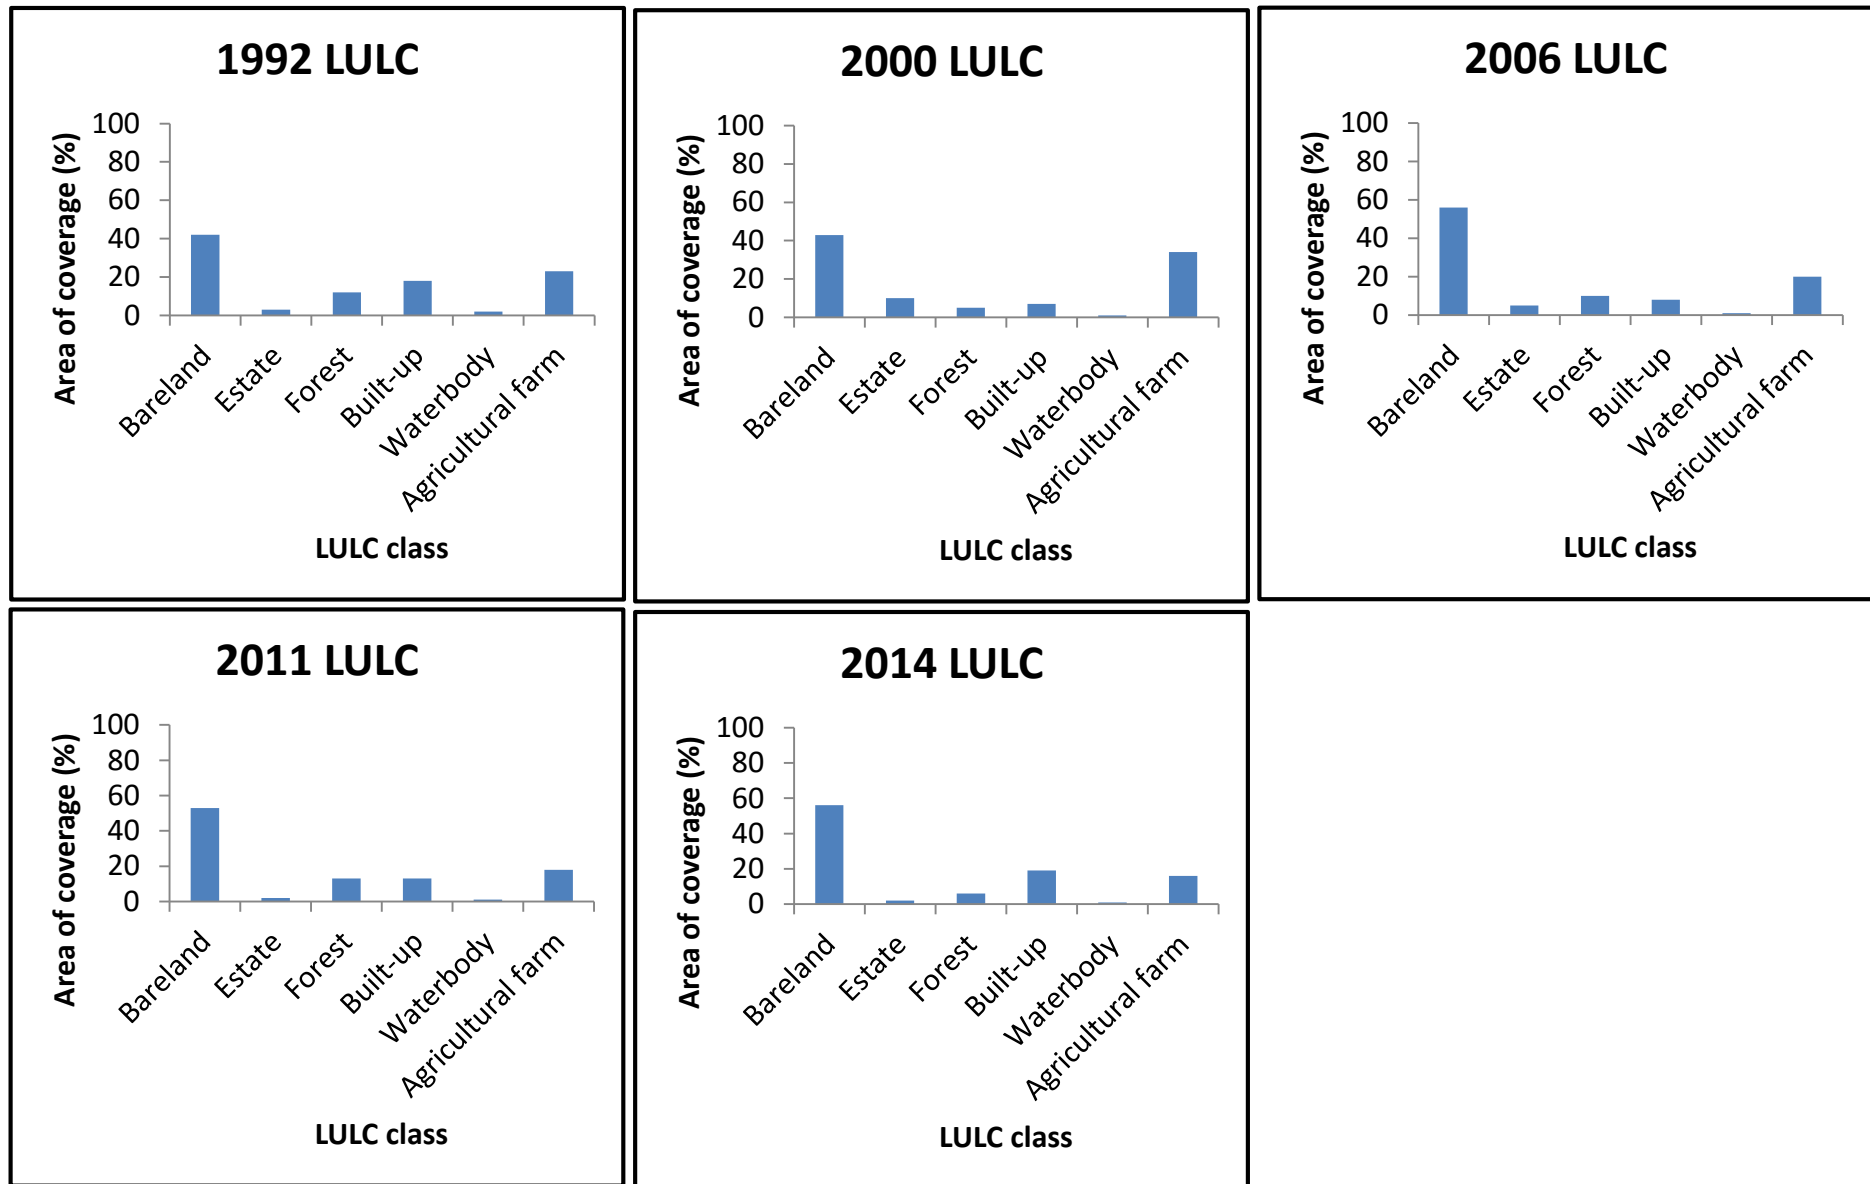 1992 LULC
Area of coverage (%)
100
80
60
40
20
0
Bareland
Estate
Forest
Built-up
Waterbody
Agricultural farm
LULC class
2000 LULC
Area of coverage (%)
100
80
60
40
20
0
Bareland
Estate
Forest
Built-up
Waterbody
Agricultural farm
LULC class
2006 LULC
Area of coverage (%)
100
80
60
40
20
0
Bareland
Estate
Forest
Built-up
Waterbody
Agricultural farm
LULC class
2011 LULC
Area of coverage (%)
100
80
60
40
20
0
Bareland
Estate
Forest
Built-up
Waterbody
Agricultural farm
LULC class
2014 LULC
Area of coverage (%)
100
80
60
40
20
0
Bareland
Estate
Forest
Built-up
Waterbody
Agricultural farm
LULC class